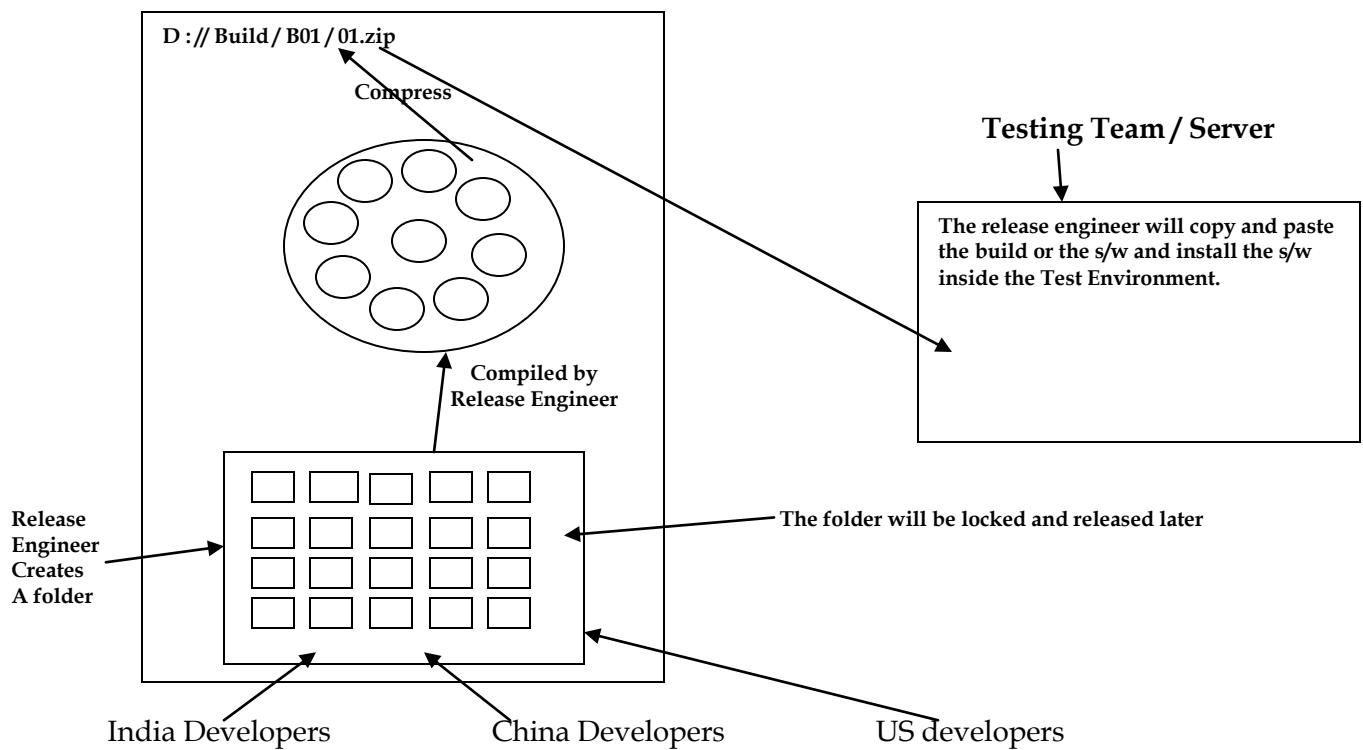 D : // Build / B01 / 01.zip
Compress
Testing Team / Server
The release engineer will copy and paste
the build or the s/w and install the s/w
inside the Test Environment.
Compiled by
Release Engineer
Release
Engineer
Creates
A folder
The folder will be locked and released later
India Developers
China Developers
US developers